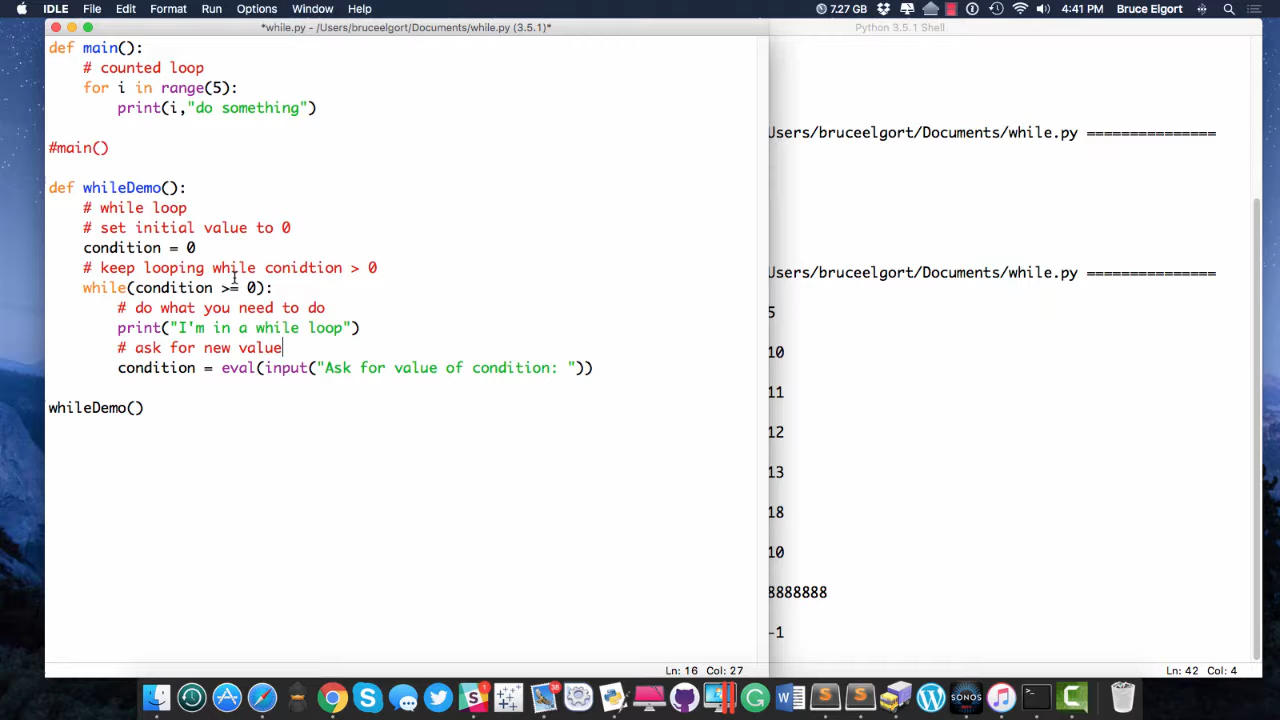 IDLE File Edit Format Run Options Window Help 7.27 GB 4:41 PM Bruce Elgort
*while.py - /Users/bruceelgort/Documents/while.py (3.5.1)*
def main():
# counted loop
for i in range(5):
print(i,"do something")
#main()
def whileDemo():
# while loop
# set initial value to 0
condition = 0
# keep looping while conidtion > 0
while(condition >= 0):
# do what you need to do
print("I'm in a while loop")
# ask for new value
condition = eval(input("Ask for value of condition: "))
whileDemo()
Ln: 16 Col: 27
Python 3.5.1 Shell
Users/bruceelgort/Documents/while.py ===============
Users/bruceelgort/Documents/while.py ===============
5
10
11
12
13
18
10
8888888
-1
Ln: 42 Col: 4
SONOS